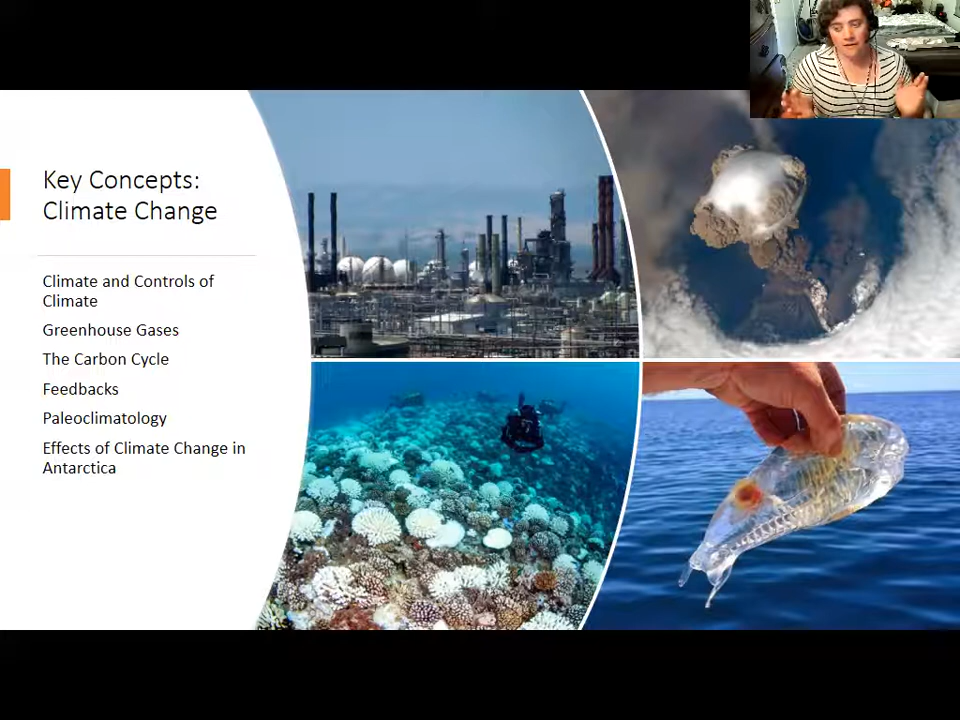 Key Concepts:
Climate Change
Climate and Controls of
Climate
Greenhouse Gases
The Carbon Cycle
Feedbacks
Paleoclimatology
Effects of Climate Change in
Antarctica